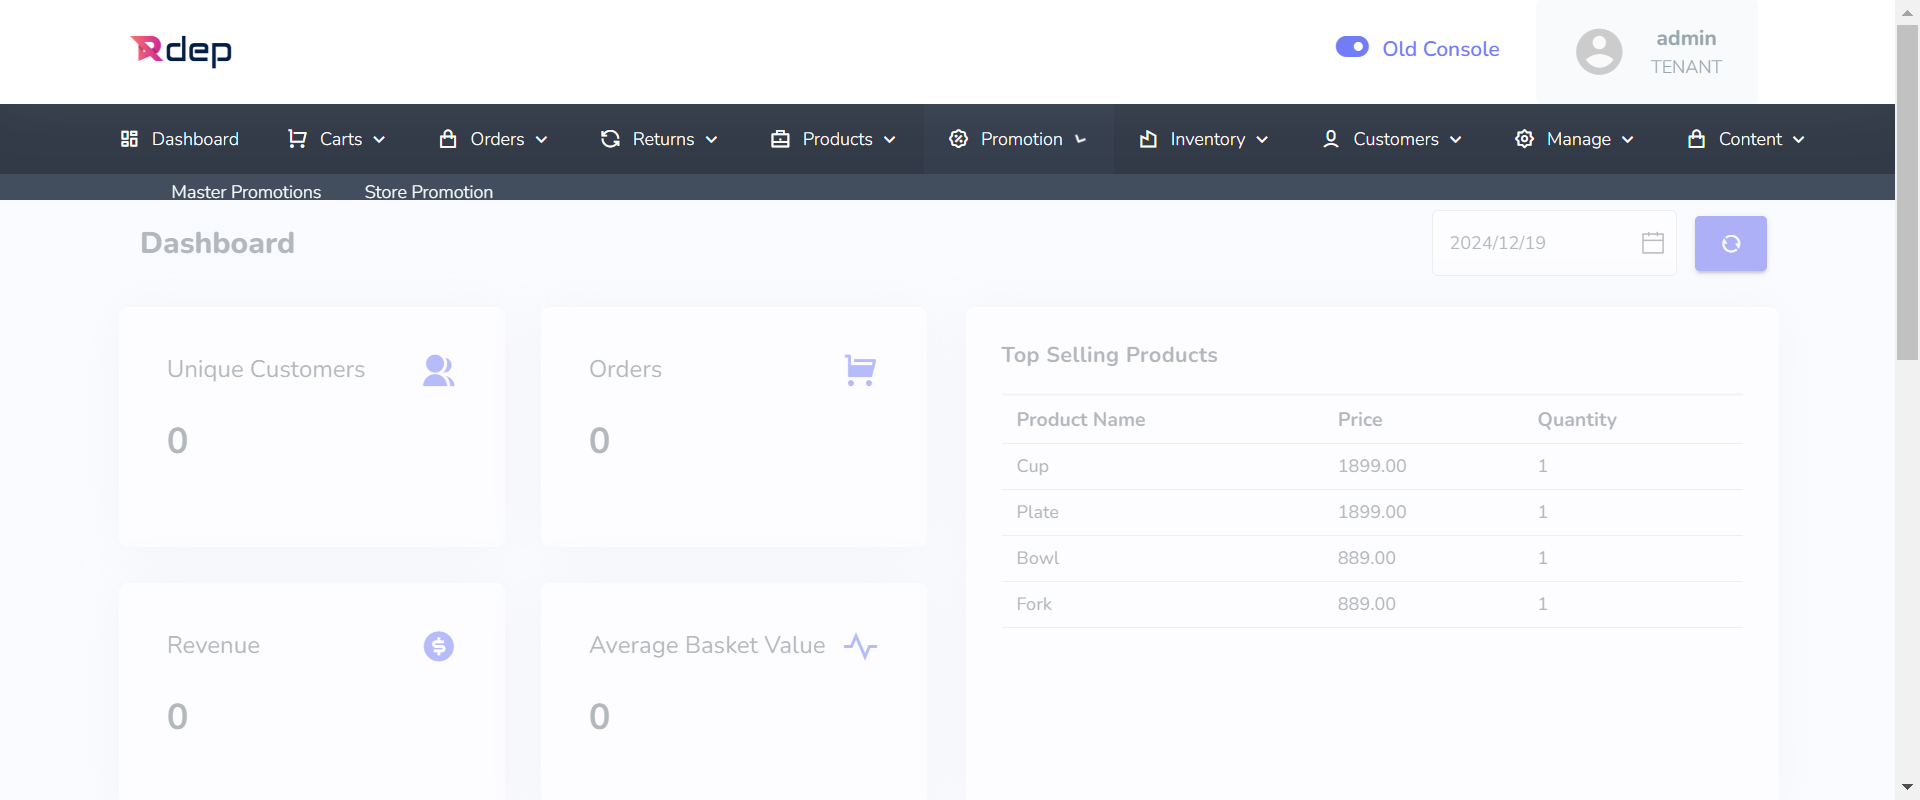 Rdep
Old Console
admin
TENANT
Dashboard Carts Orders Returns Products Promotion Inventory Customers Manage Content
Master Promotions Store Promotion
Dashboard
2024/12/19
Unique Customers
0
Orders
0
Revenue
0
Average Basket Value
0
Top Selling Products
Product Name Price Quantity
Cup 1899.00 1
Plate 1899.00 1
Bowl 889.00 1
Fork 889.00 1